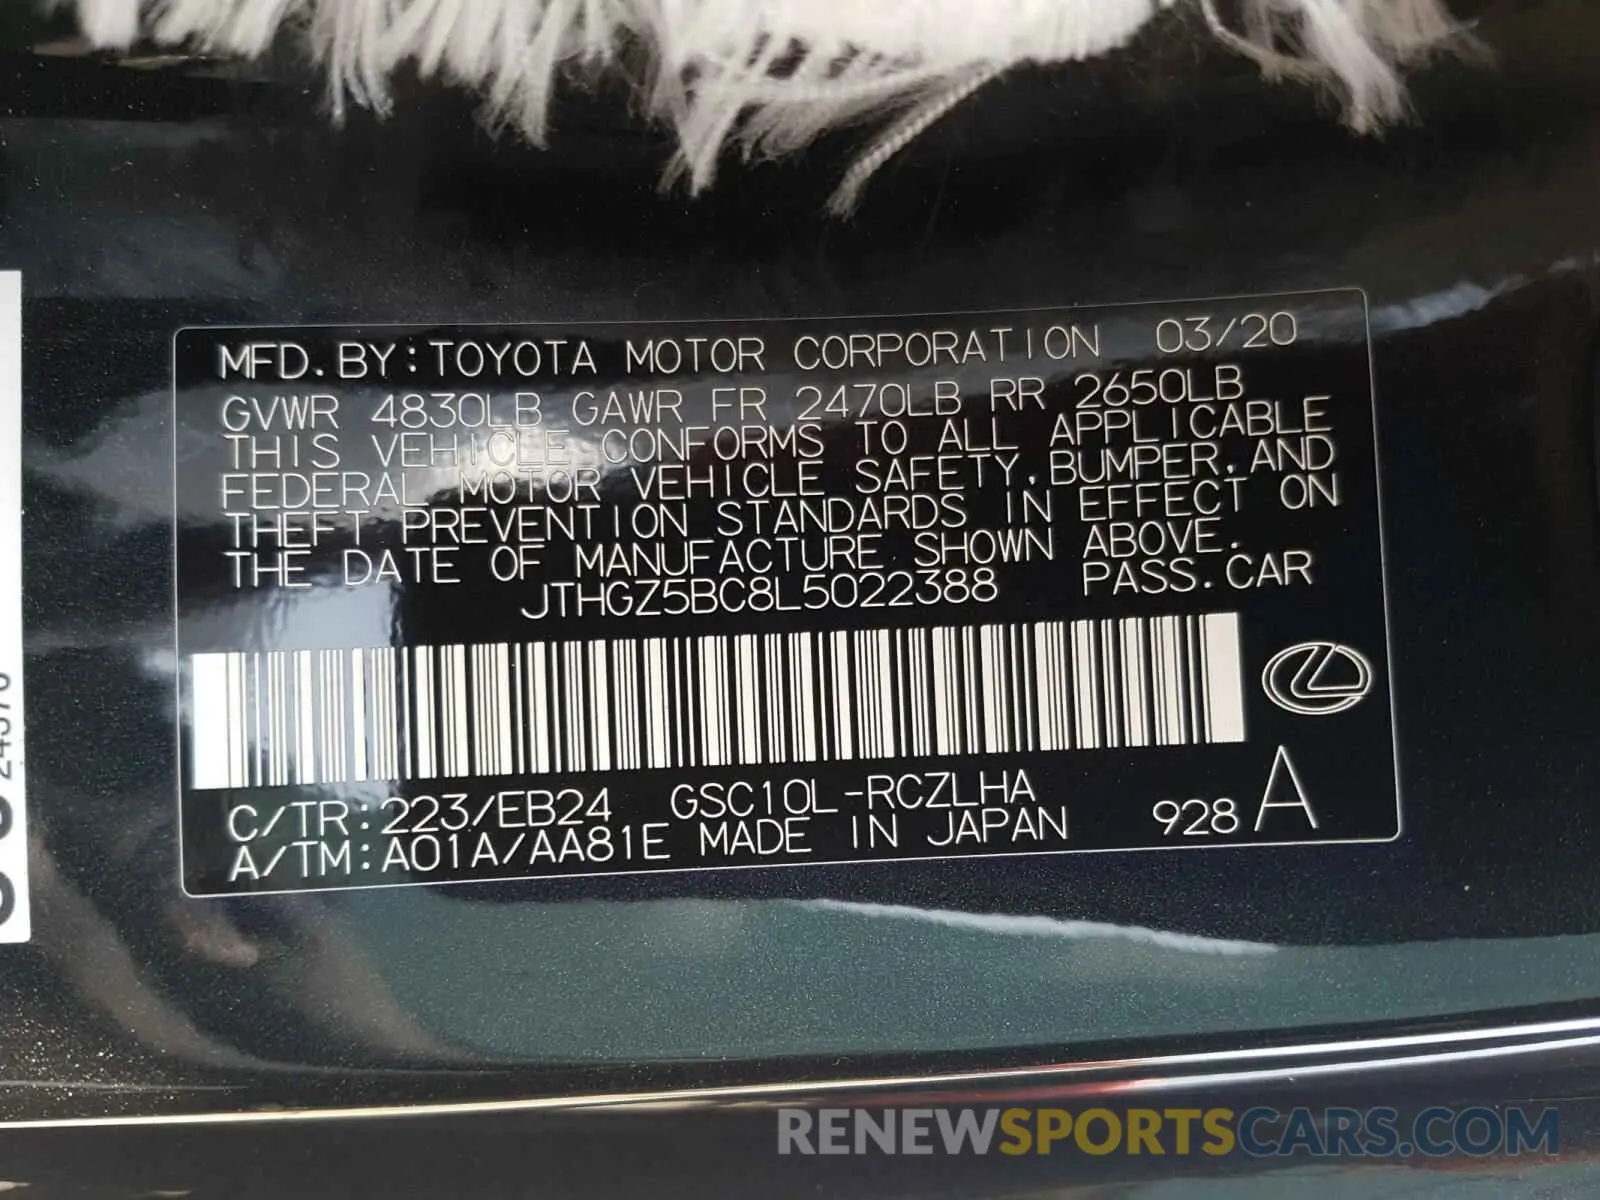 MFD.BY:TOYOTA MOTOR CORPORATION 03/20
GVWR 4830LB GAWR FR 2470LB RR 2650LB
THIS VEHICLE CONFORMS TO ALL APPLICABLE
FEDERAL MOTOR VEHICLE SAFETY,BUMPER,AND
THEFT PREVENTION STANDARDS IN EFFECT ON
THE DATE OF MANUFACTURE SHOWN ABOVE.
JTHGZ5BC8L5022388 PASS.CAR
C/TR:223/EB24 GSC10L-RCZLHA
A/TM:A01A/AA81E MADE IN JAPAN 928 A
RENEWSPORTSCARS.COM